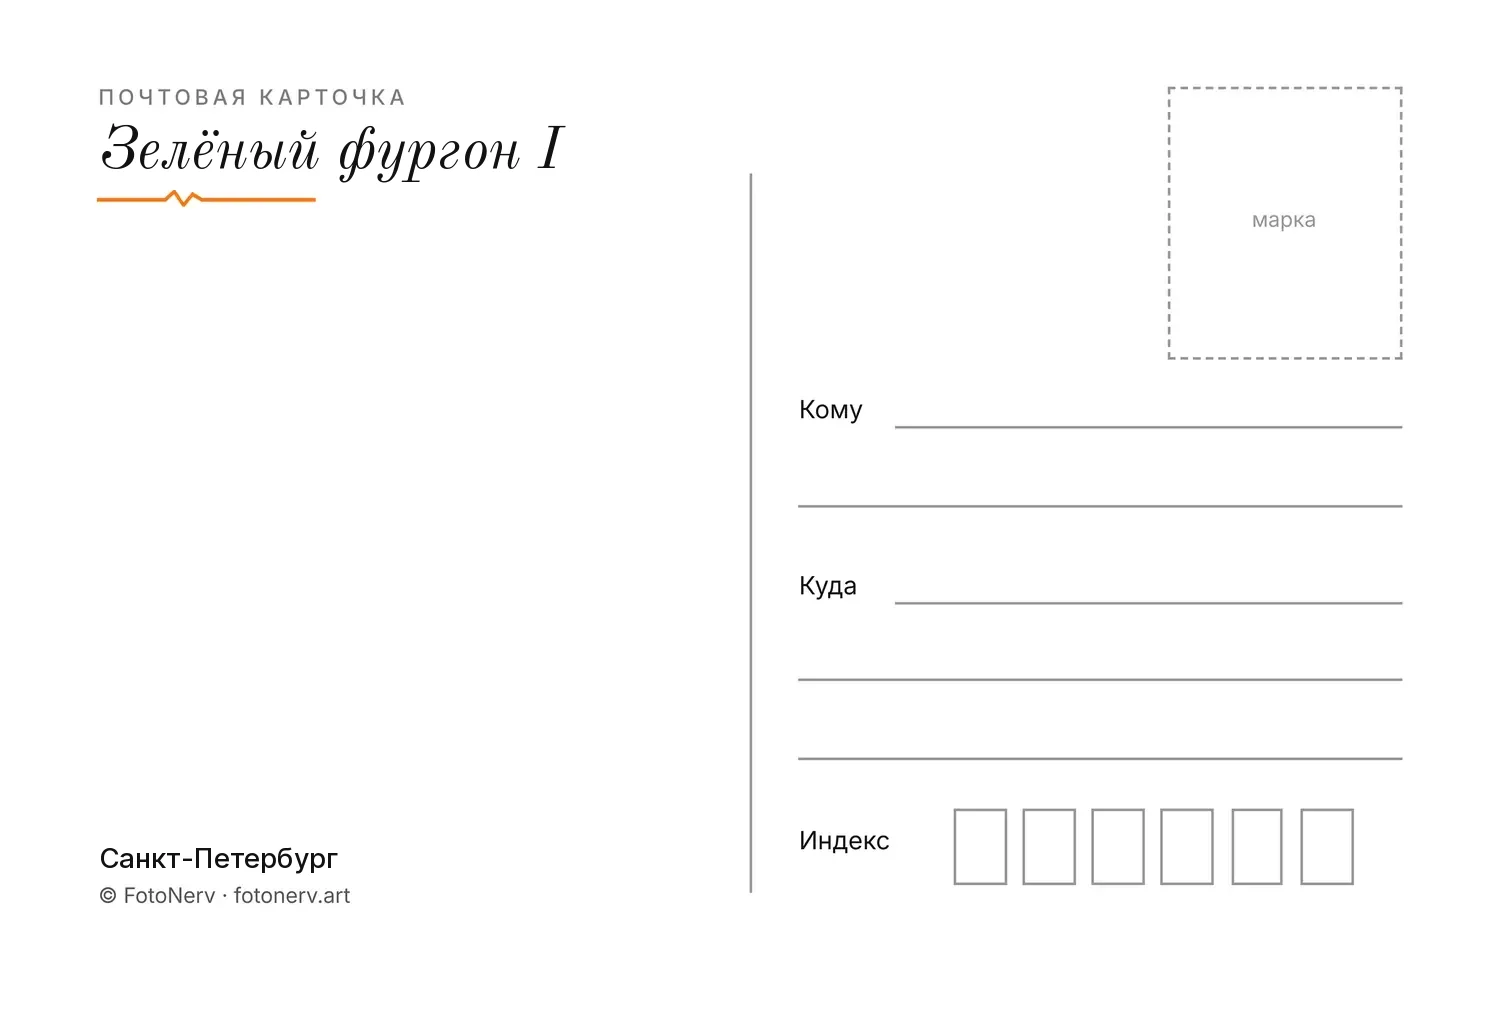 ПОЧТОВАЯ КАРТОЧКА
Зелёный фургон I
марка
Кому
Куда
Индекс
Санкт-Петербург
© FotoNerv · fotonerv.art